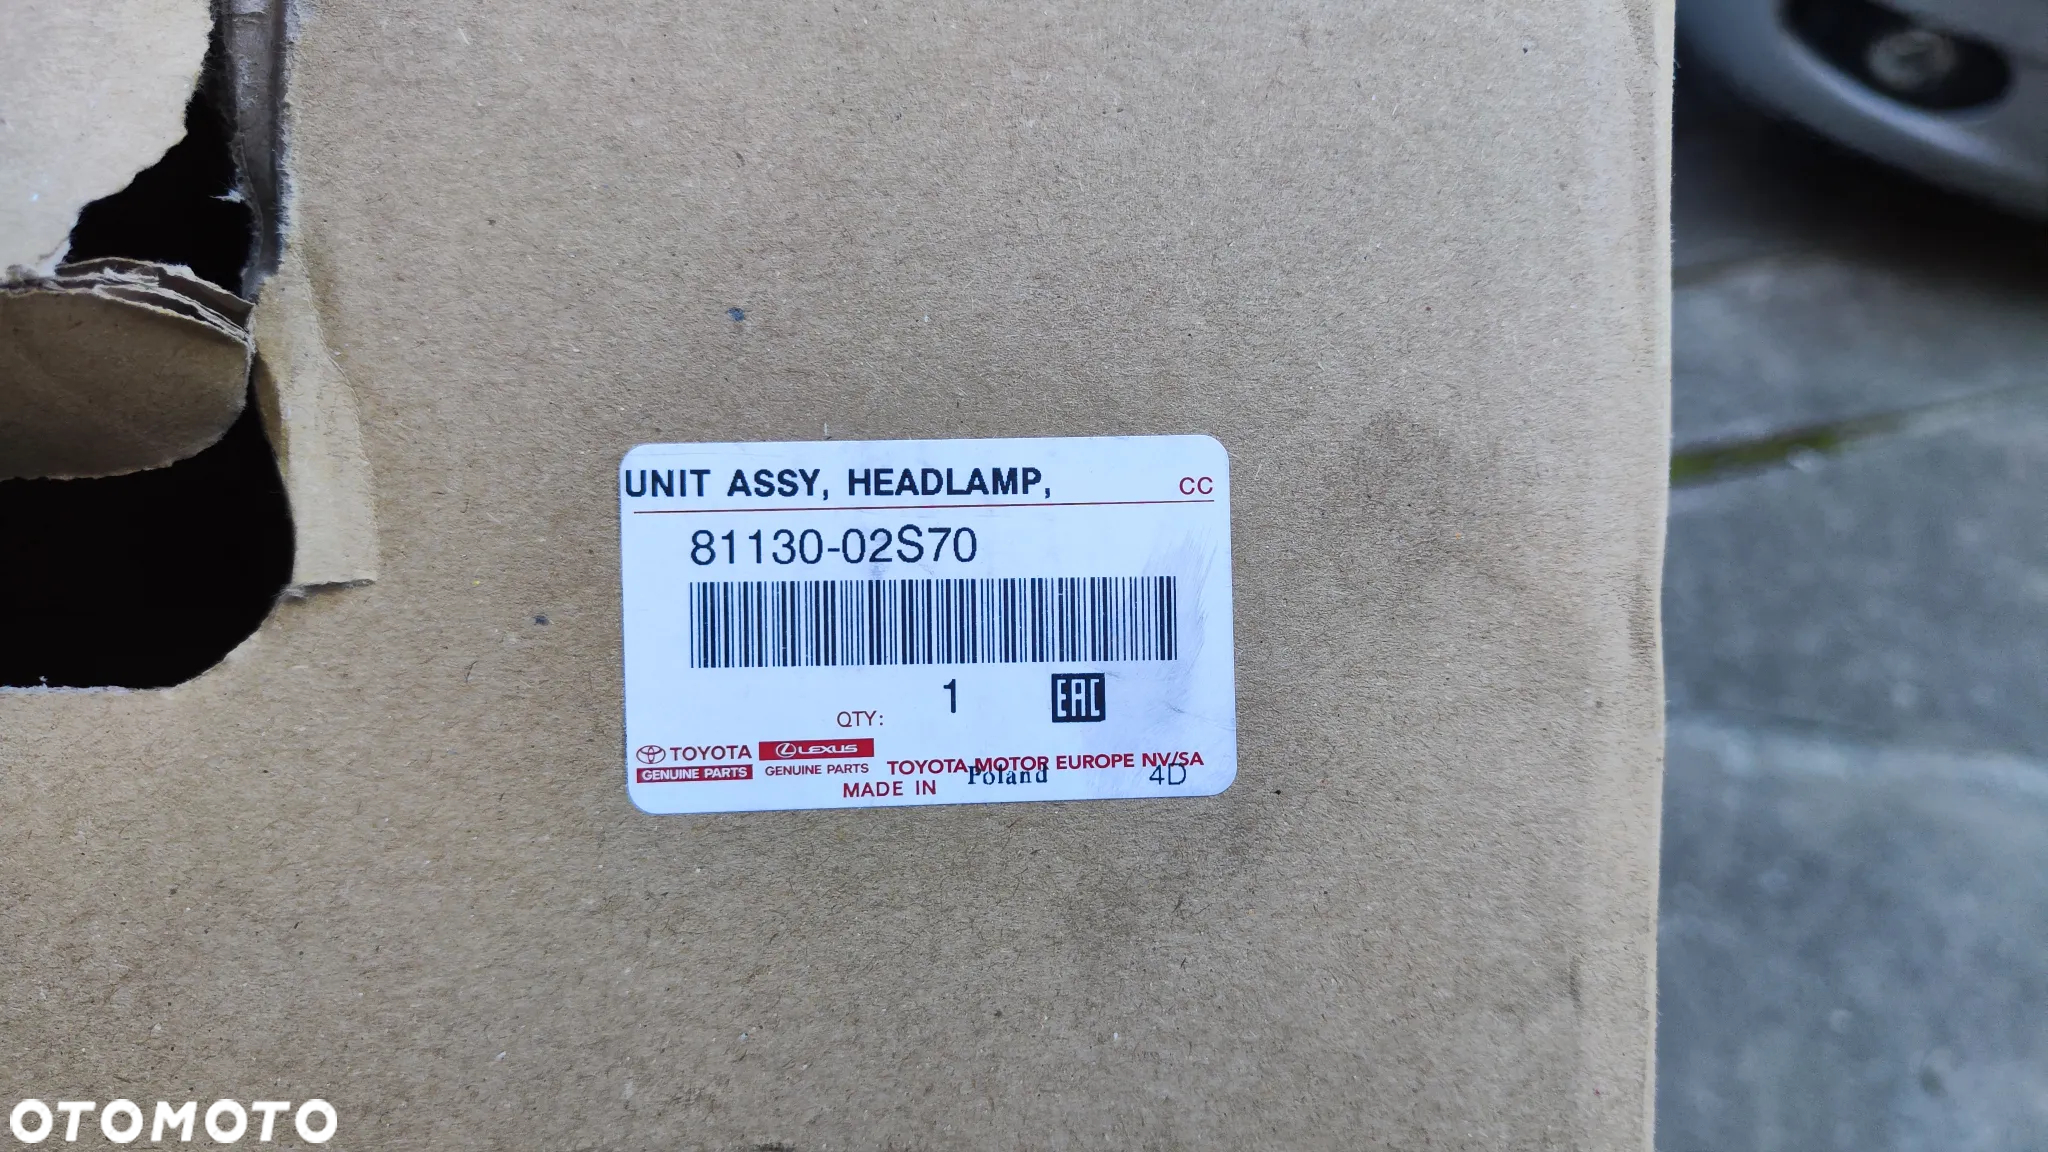 UNIT ASSY, HEADLAMP, CC
81130-02S70
QTY: 1 EAC
TOYOTA LEXUS
GENUINE PARTS GENUINE PARTS TOYOTA MOTOR EUROPE NV/SA
MADE IN Poland 4D
OTOMOTO